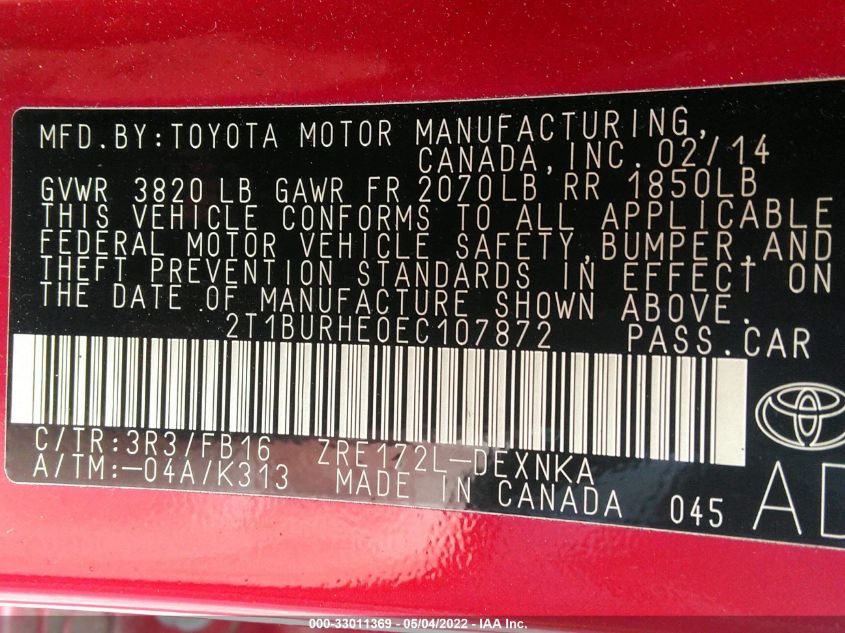 MFD.BY:TOYOTA MOTOR MANUFACTURING,
CANADA,INC. 02/14
GVWR 3820 LB GAWR FR 2070LB RR 1850LB
THIS VEHICLE CONFORMS TO ALL APPLICABLE
FEDERAL MOTOR VEHICLE SAFETY,BUMPER,AND
THEFT PREVENTION STANDARDS IN EFFECT ON
THE DATE OF MANUFACTURE SHOWN ABOVE.
2T1BURHE0EC107872 PASS.CAR
C/TR:3R3/FB16 ZRE172L-DEXNKA
A/TM:-04A/K313 MADE IN CANADA 045
000-33011369 - 05/04/2022 - IAA Inc.